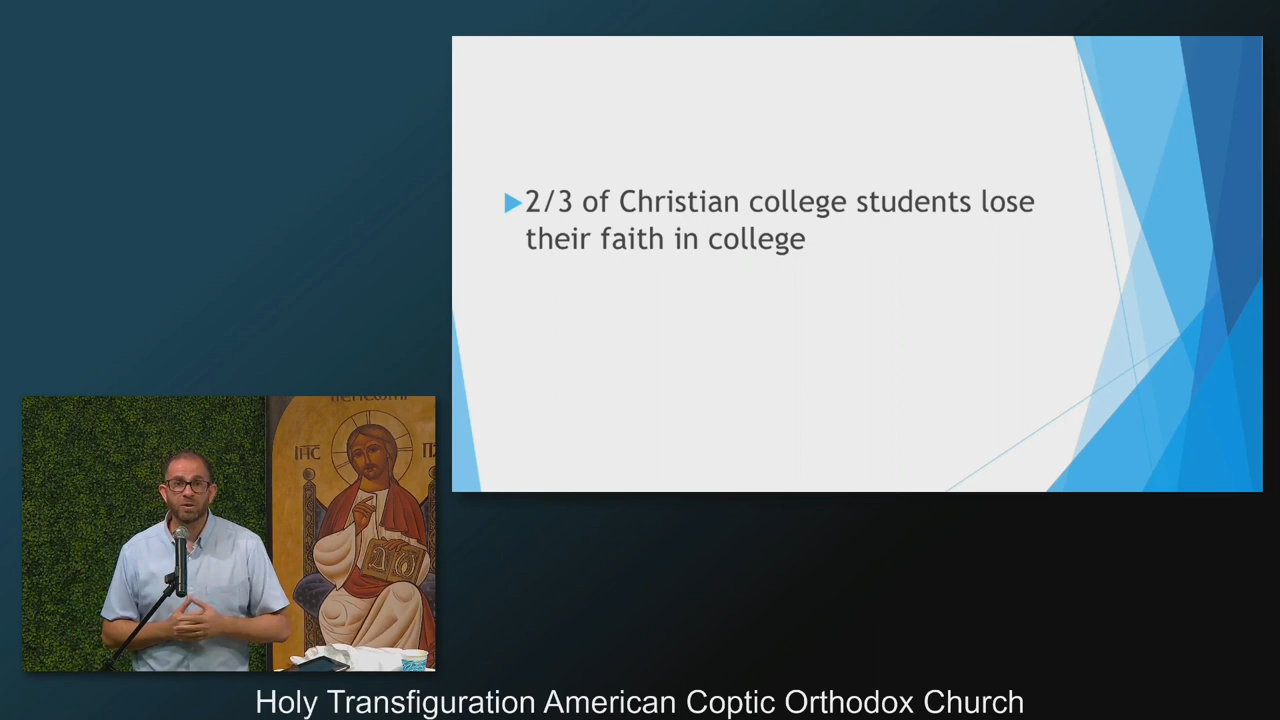 2/3 of Christian college students lose
their faith in college
Holy Transfiguration American Coptic Orthodox Church